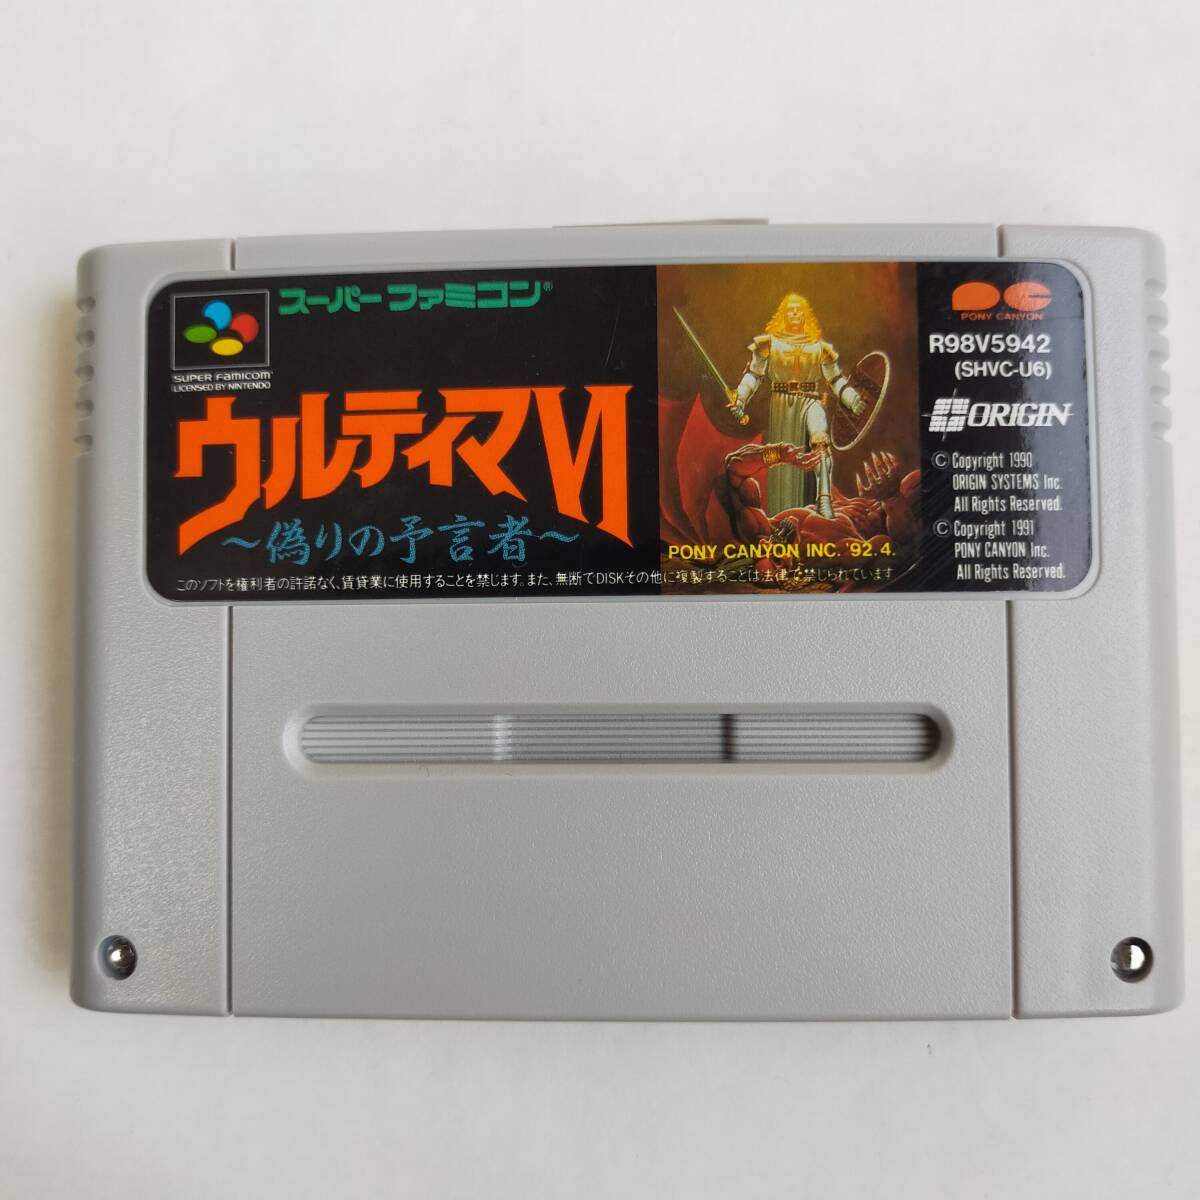 スーパーファミコン®
SUPER FAMICOM
LICENSED BY NINTENDO
ウルティマVI
〜偽りの予言者〜
PONY CANYON INC. '92.4.
このソフトを権利者の許諾なく、賃貸業に使用することを禁じます。また、無断でDISKその他に複製することは法律で禁じられています
PC
PONY CANYON
R98V5942
(SHVC-U6)
ORIGIN
© Copyright 1990
ORIGIN SYSTEMS Inc.
All Rights Reserved.
© Copyright 1991
PONY CANYON Inc.
All Rights Reserved.